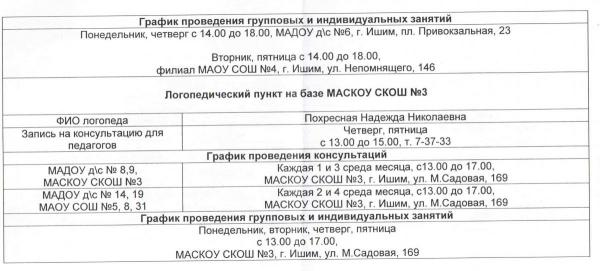 График проведения групповых и индивидуальных занятий
Понедельник, четверг с 14.00 до 18.00, МАДОУ д\с №6, г. Ишим, пл. Привокзальная, 23
Вторник, пятница с 14.00 до 18.00,
филиал МАОУ СОШ №4, г. Ишим, ул. Непомнящего, 146
Логопедический пункт на базе МАСКОУ СКОШ №3
ФИО логопеда
Похресная Надежда Николаевна
Запись на консультацию для
педагогов
Четверг, пятница
с 13.00 до 15.00, т. 7-37-33
График проведения консультаций
МАДОУ д\с № 8,9,
МАСКОУ СКОШ №3
Каждая 1 и 3 среда месяца, с13.00 до 17.00,
МАСКОУ СКОШ №3, г. Ишим, ул. М.Садовая, 169
МАДОУ д\с № 14, 19
МАОУ СОШ №5, 8, 31
Каждая 2 и 4 среда месяца, с13.00 до 17.00,
МАСКОУ СКОШ №3, г. Ишим, ул. М.Садовая, 169
График проведения групповых и индивидуальных занятий
Понедельник, вторник, четверг, пятница
с 13.00 до 17.00,
МАСКОУ СКОШ №3, г. Ишим, ул. М.Садовая, 169